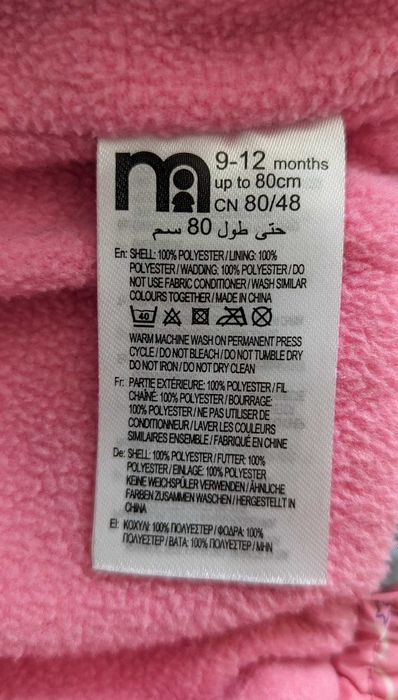 m
9-12 months
up to 80cm
CN 80/48
حتى طول 80 سم
En: SHELL: 100% POLYESTER / LINING: 100%
POLYESTER / WADDING: 100% POLYESTER / DO
NOT USE FABRIC CONDITIONER / WASH SIMILAR
COLOURS TOGETHER / MADE IN CHINA
40
WARM MACHINE WASH ON PERMANENT PRESS
CYCLE / DO NOT BLEACH / DO NOT TUMBLE DRY
DO NOT IRON / DO NOT DRY CLEAN
Fr: PARTIE EXTÉRIEURE: 100% POLYESTER / FIL
CHAÎNE: 100% POLYESTER / BOURRAGE:
100% POLYESTER / NE PAS UTILISER DE
CONDITIONNEUR / LAVER LES COULEURS
SIMILAIRES ENSEMBLE / FABRIQUÉ EN CHINE
De: SHELL: 100% POLYESTER / FUTTER: 100%
POLYESTER / EINLAGE: 100% POLYESTER
KEINE WEICHSPÜLER VERWENDEN / ÄHNLICHE
FARBEN ZUSAMMEN WASCHEN / HERGESTELLT IN
CHINA
El: ΚΟΧΥΛΙ: 100% ΠΟΛΥΕΣΤΕΡ / ΦΟΔΡΑ: 100%
ΠΟΛΥΕΣΤΕΡ / ΒΑΤΑ: 100% ΠΟΛΥΕΣΤΕΡ / ΜΗΝ